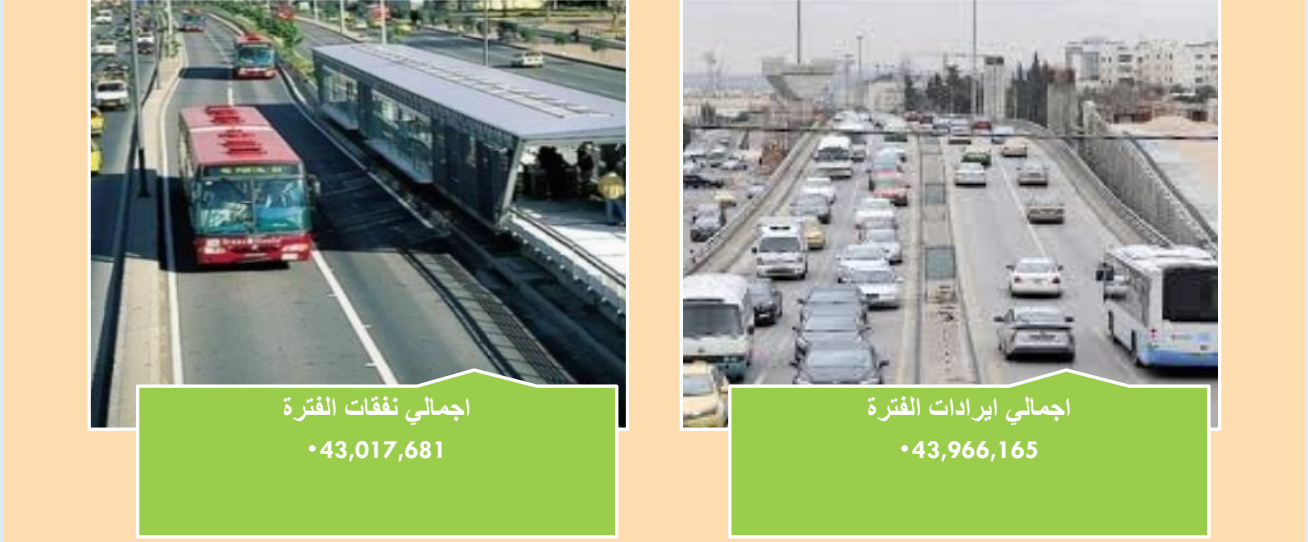 اجمالي ايرادات الفترة
•43,966,165
اجمالي نفقات الفترة
•43,017,681